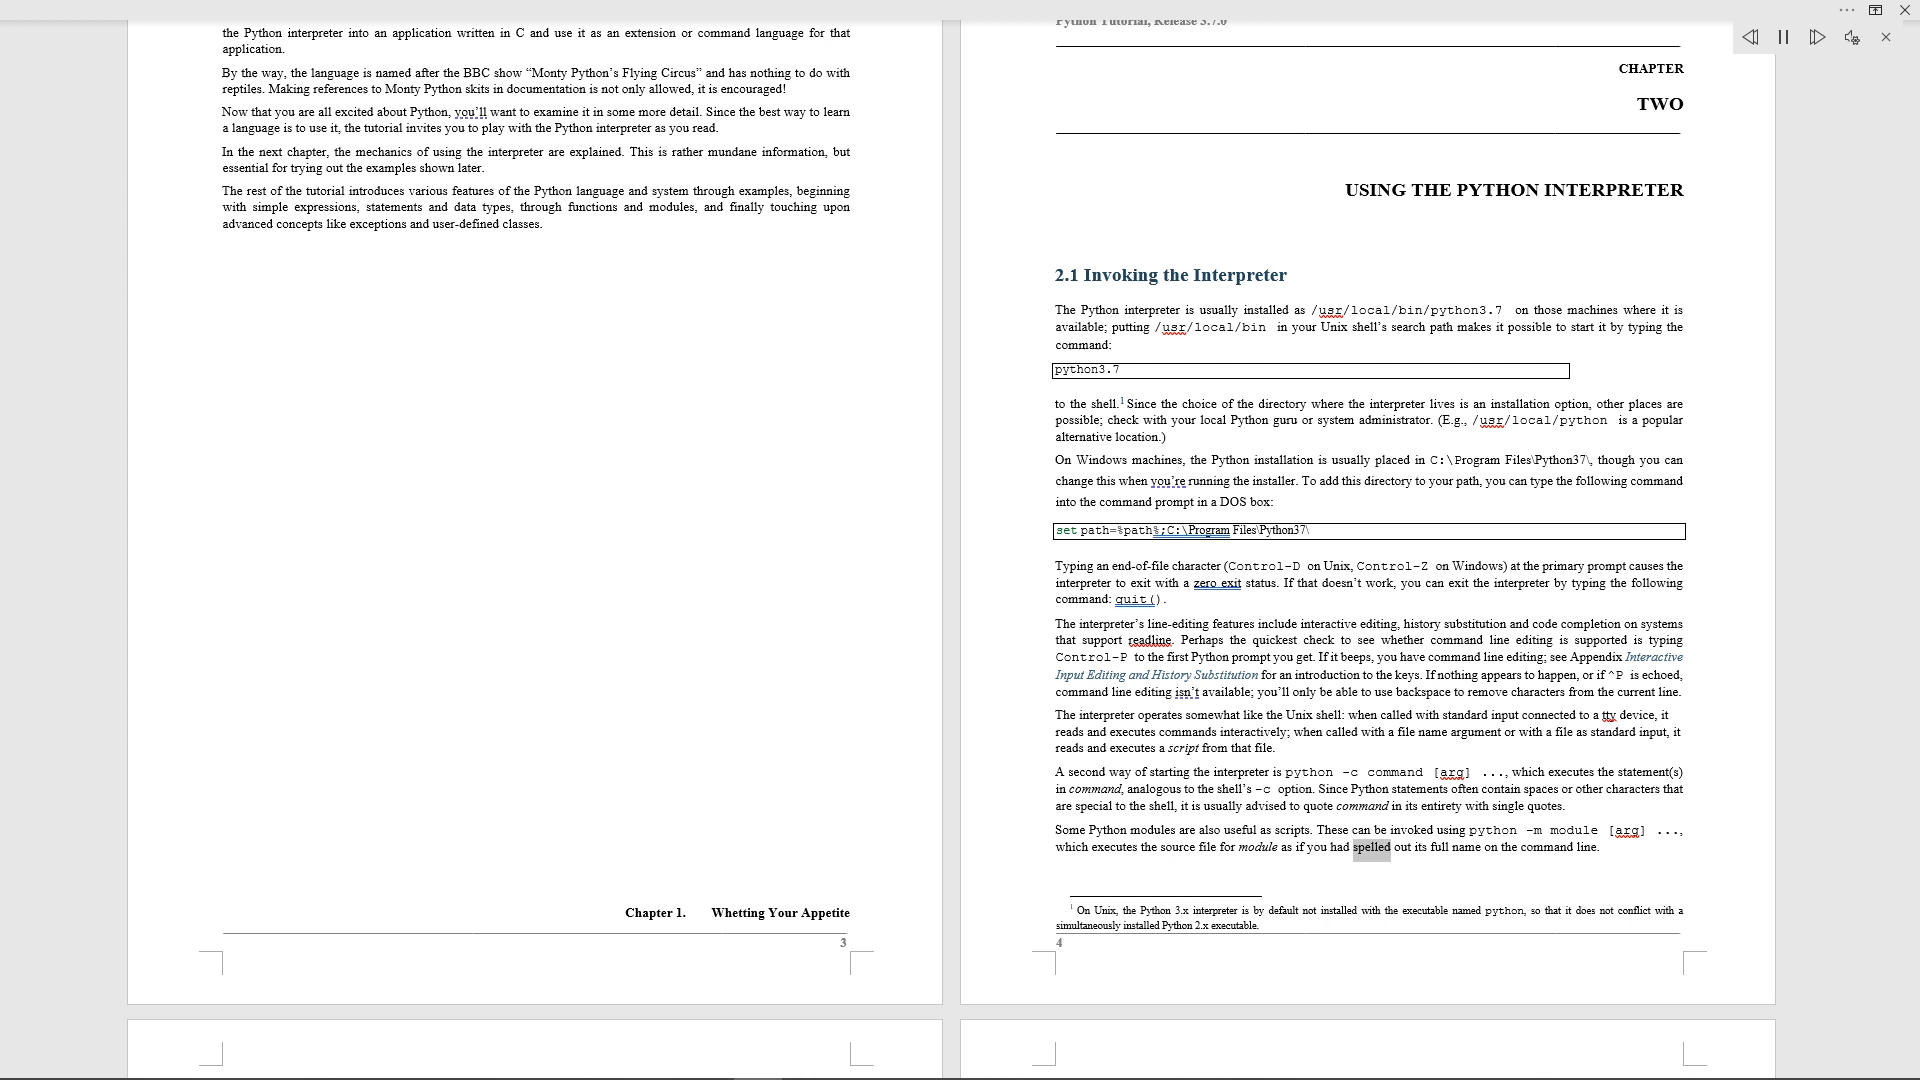 the Python interpreter into an application written in C and use it as an extension or command language for that
application.
By the way, the language is named after the BBC show “Monty Python’s Flying Circus” and has nothing to do with
reptiles. Making references to Monty Python skits in documentation is not only allowed, it is encouraged!
Now that you are all excited about Python, you’ll want to examine it in some more detail. Since the best way to learn
a language is to use it, the tutorial invites you to play with the Python interpreter as you read.
In the next chapter, the mechanics of using the interpreter are explained. This is rather mundane information, but
essential for trying out the examples shown later.
The rest of the tutorial introduces various features of the Python language and system through examples, beginning
with simple expressions, statements and data types, through functions and modules, and finally touching upon
advanced concepts like exceptions and user-defined classes.
Chapter 1. Whetting Your Appetite
3
Python Tutorial, Release 3.7.0
CHAPTER
TWO
USING THE PYTHON INTERPRETER
2.1 Invoking the Interpreter
The Python interpreter is usually installed as /usr/local/bin/python3.7 on those machines where it is
available; putting /usr/local/bin in your Unix shell’s search path makes it possible to start it by typing the
command:
python3.7
to the shell.1 Since the choice of the directory where the interpreter lives is an installation option, other places are
possible; check with your local Python guru or system administrator. (E.g., /usr/local/python is a popular
alternative location.)
On Windows machines, the Python installation is usually placed in C:\Program Files\Python37\, though you can
change this when you’re running the installer. To add this directory to your path, you can type the following command
into the command prompt in a DOS box:
set path=%path%;C:\Program Files\Python37\
Typing an end-of-file character (Control-D on Unix, Control-Z on Windows) at the primary prompt causes the
interpreter to exit with a zero exit status. If that doesn’t work, you can exit the interpreter by typing the following
command: quit().
The interpreter’s line-editing features include interactive editing, history substitution and code completion on systems
that support readline. Perhaps the quickest check to see whether command line editing is supported is typing
Control-P to the first Python prompt you get. If it beeps, you have command line editing; see Appendix Interactive
Input Editing and History Substitution for an introduction to the keys. If nothing appears to happen, or if ^P is echoed,
command line editing isn’t available; you’ll only be able to use backspace to remove characters from the current line.
The interpreter operates somewhat like the Unix shell: when called with standard input connected to a tty device, it
reads and executes commands interactively; when called with a file name argument or with a file as standard input, it
reads and executes a script from that file.
A second way of starting the interpreter is python -c command [arg] ..., which executes the statement(s)
in command, analogous to the shell’s -c option. Since Python statements often contain spaces or other characters that
are special to the shell, it is usually advised to quote command in its entirety with single quotes.
Some Python modules are also useful as scripts. These can be invoked using python -m module [arg] ...,
which executes the source file for module as if you had spelled out its full name on the command line.
1 On Unix, the Python 3.x interpreter is by default not installed with the executable named python, so that it does not conflict with a
simultaneously installed Python 2.x executable.
4